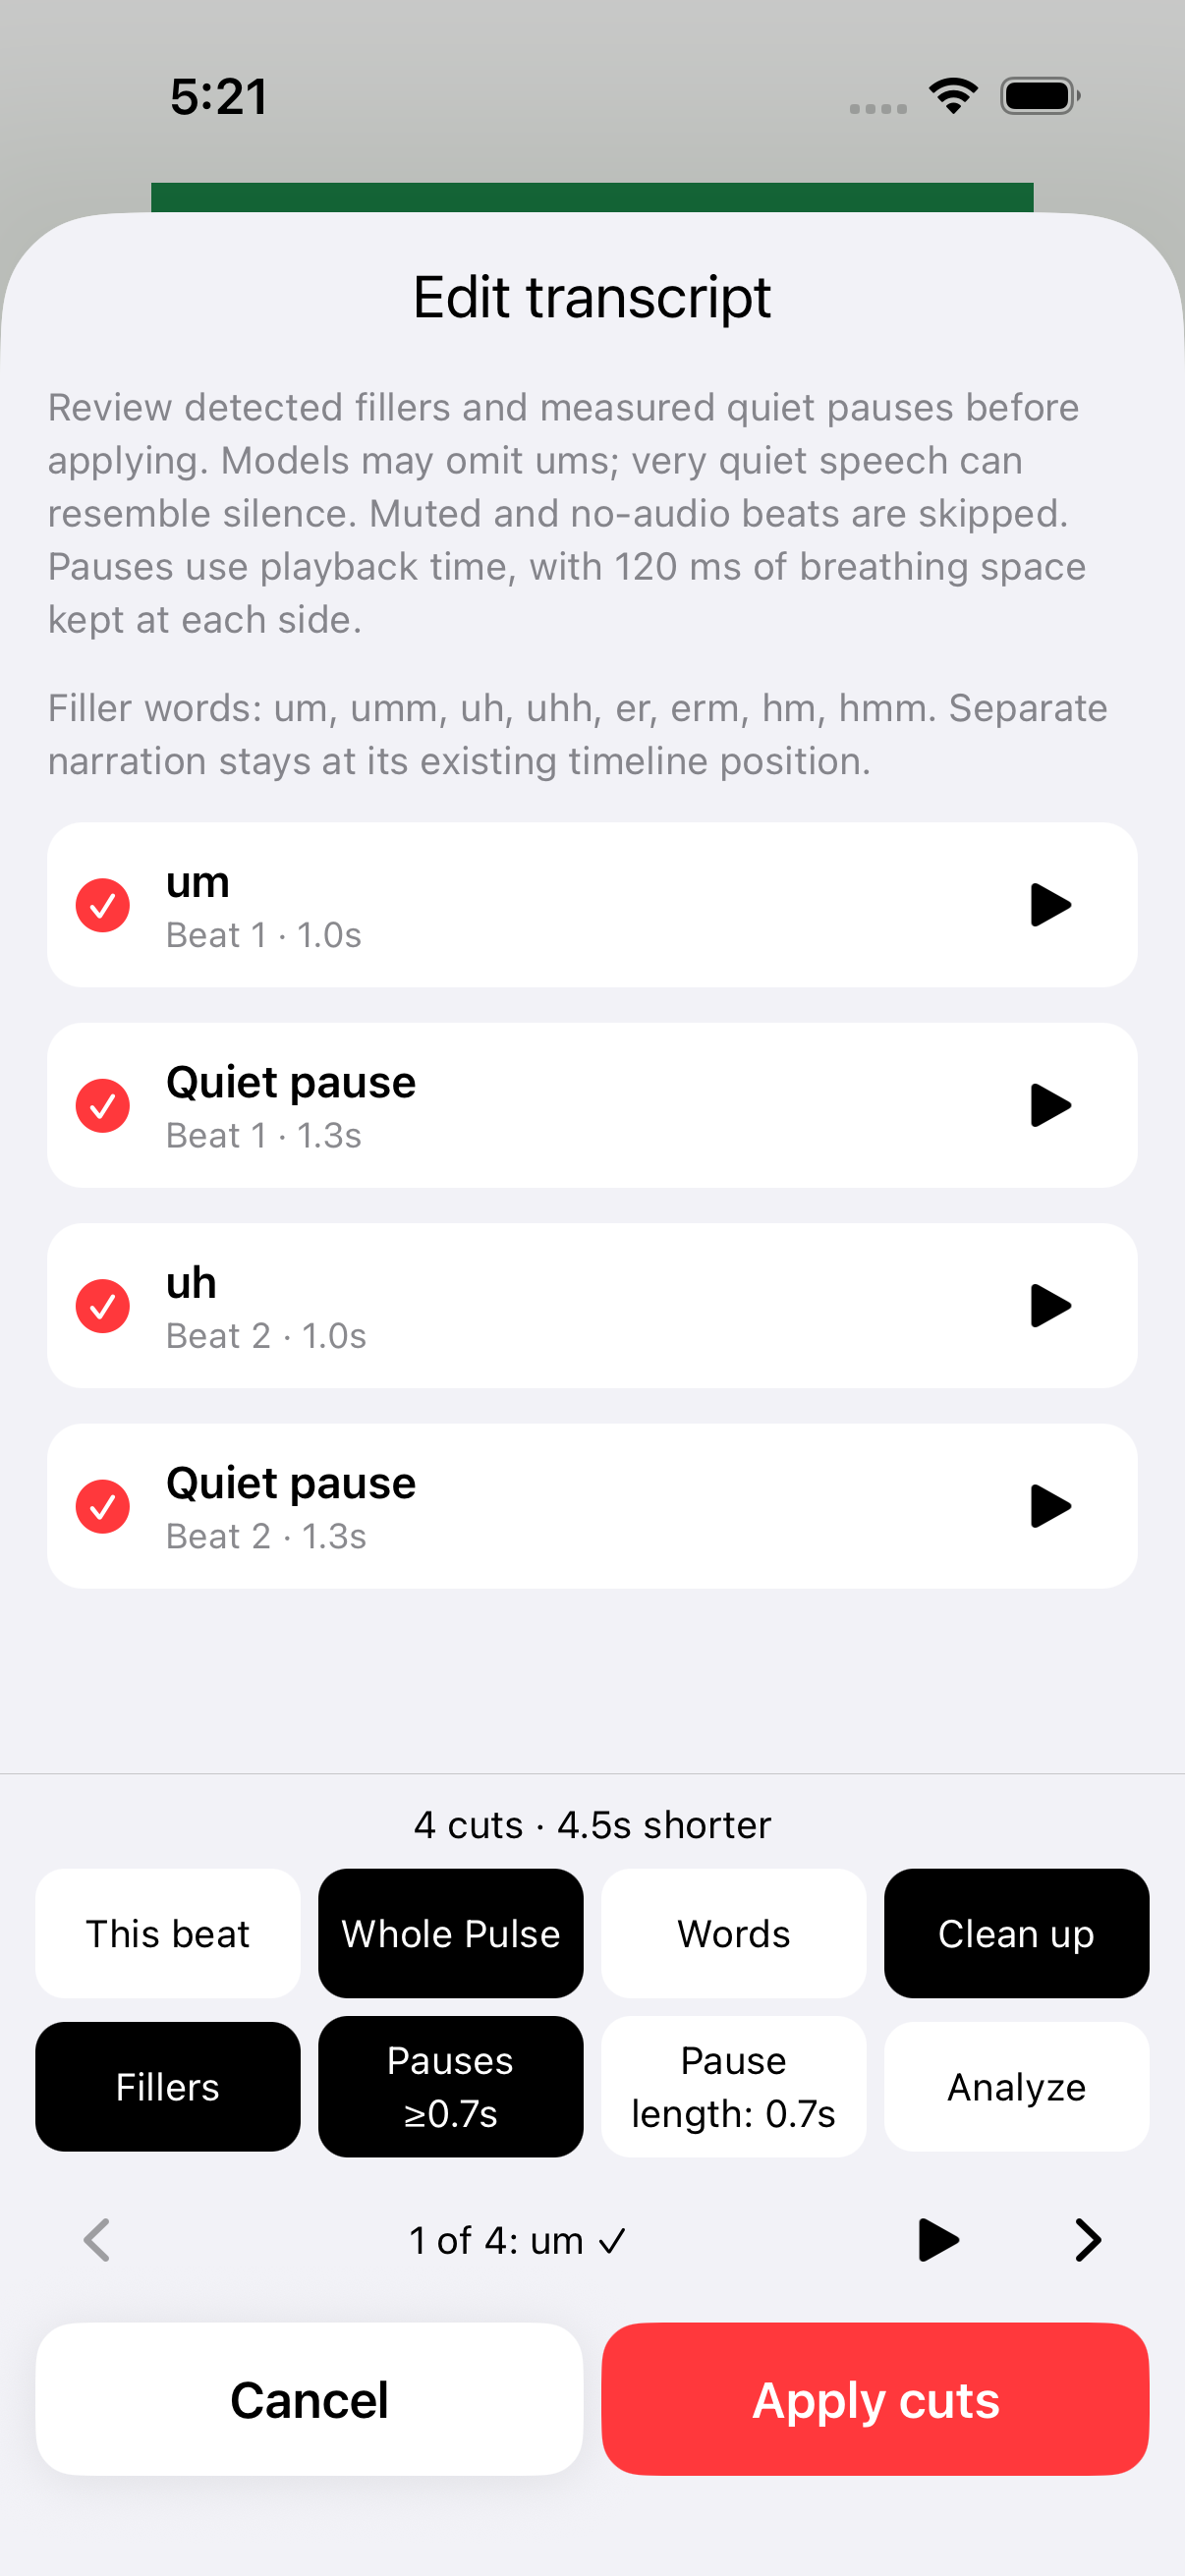 5:21
Edit transcript
Review detected fillers and measured quiet pauses before
applying. Models may omit ums; very quiet speech can
resemble silence. Muted and no-audio beats are skipped.
Pauses use playback time, with 120 ms of breathing space
kept at each side.
Filler words: um, umm, uh, uhh, er, erm, hm, hmm. Separate
narration stays at its existing timeline position.
um
Beat 1 · 1.0s
Quiet pause
Beat 1 · 1.3s
uh
Beat 2 · 1.0s
Quiet pause
Beat 2 · 1.3s
4 cuts · 4.5s shorter
This beat
Whole Pulse
Words
Clean up
Fillers
Pauses
≥0.7s
Pause
length: 0.7s
Analyze
1 of 4: um ✓
Cancel
Apply cuts